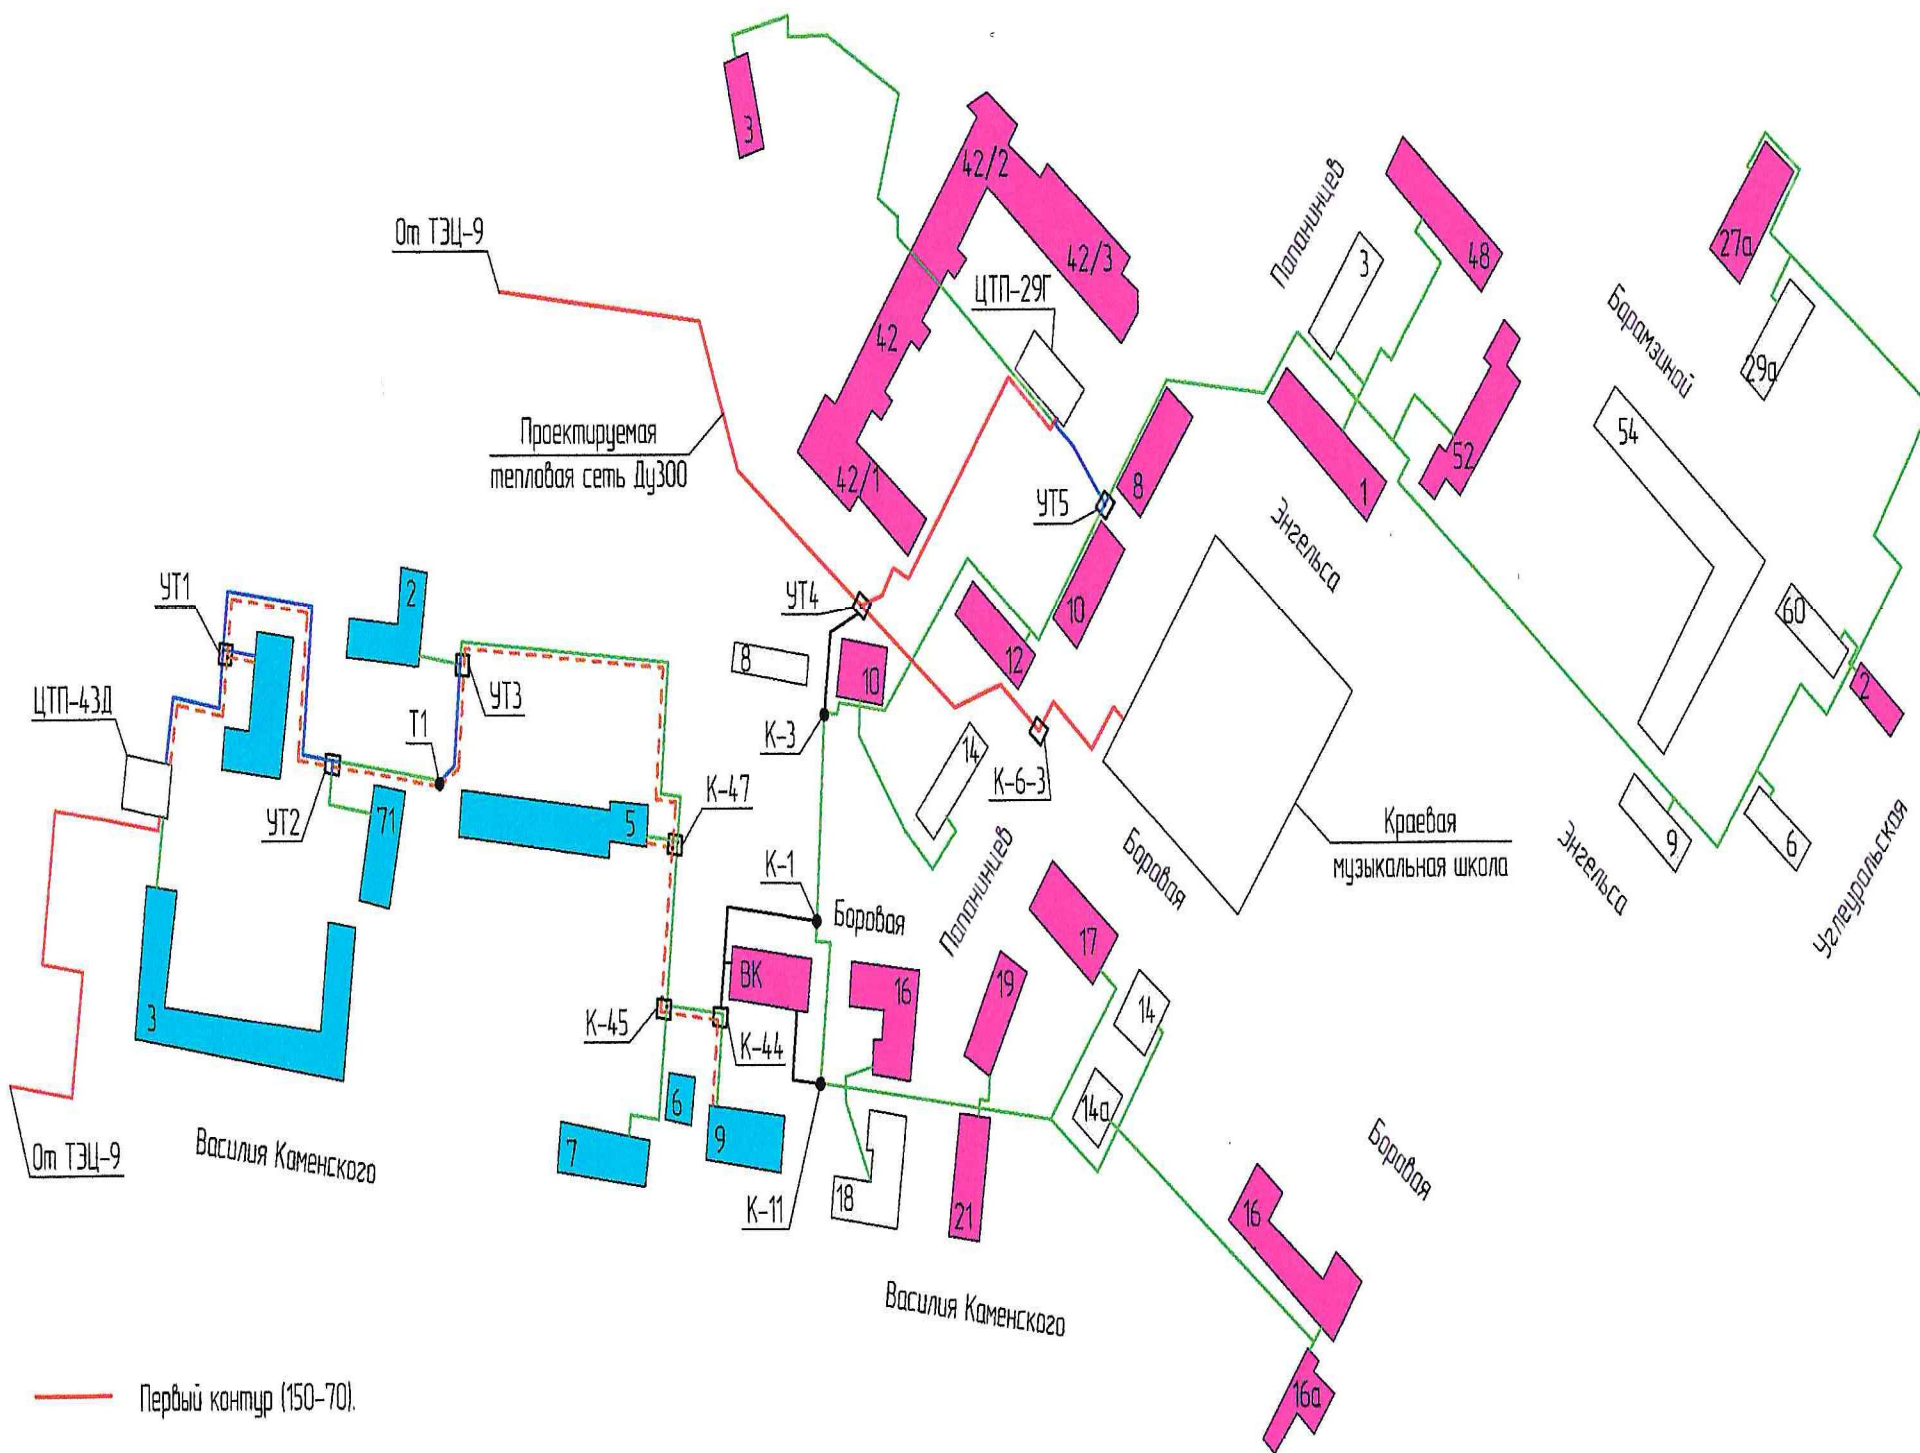 3
42/2
42/3
42
42/1
От ТЭЦ-9
ЦТП-29Г
Папанинцев
3
48
27а
29а
Барамзиной
54
52
1
8
УТ5
10
Энгельса
Проектируемая
тепловая сеть Ду300
УТ4
12
10
8
К-3
14
К-6-3
60
2
9
6
Энгельса
Углеуральская
Краевая
музыкальная школа
Боровая
Папанинцев
УТ1
2
УТ3
ЦТП-43Д
Т1
УТ2
71
5
К-47
К-1
Боровая
ВК
16
19
17
14
14а
К-45
К-44
3
6
7
9
18
21
К-11
От ТЭЦ-9
Василия Каменского
Василия Каменского
Боровая
16
16а
Первый контур (150-70).